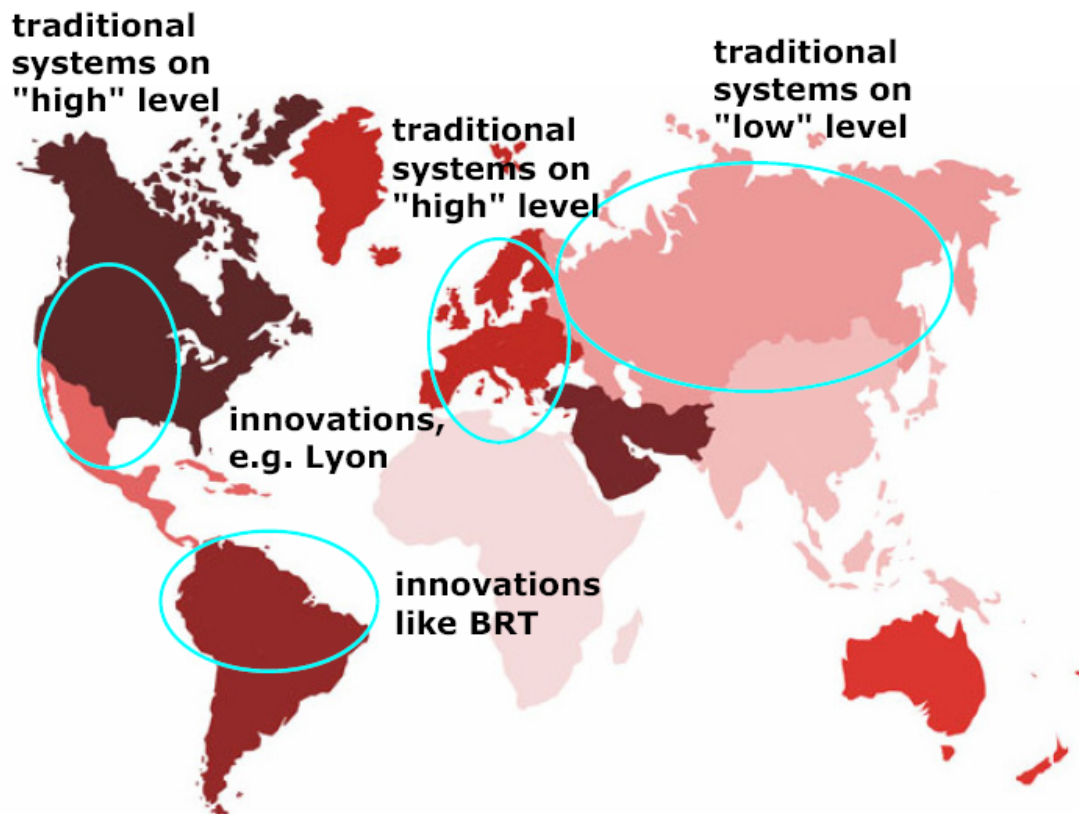 traditional
systems on
"high" level
traditional
systems on
"high" level
traditional
systems on
"low" level
innovations,
e.g. Lyon
innovations
like BRT